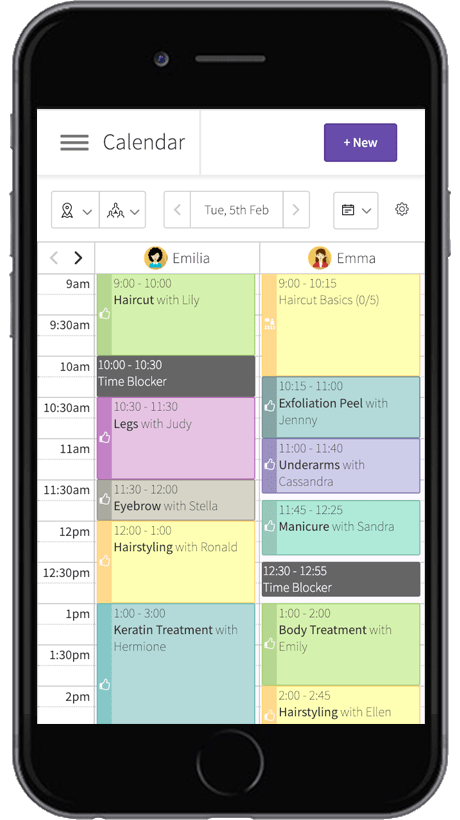 Calendar
+ New
Tue, 5th Feb
Emilia
Emma
9am
9:30am
10am
10:30am
11am
11:30am
12pm
12:30pm
1pm
1:30pm
2pm
9:00 - 10:00
Haircut with Lily
10:00 - 10:30
Time Blocker
10:30 - 11:30
Legs with Judy
11:30 - 12:00
Eyebrow with Stella
12:00 - 1:00
Hairstyling with Ronald
1:00 - 3:00
Keratin Treatment with
Hermione
9:00 - 10:15
Haircut Basics (0/5)
10:15 - 11:00
Exfoliation Peel with
Jennny
11:00 - 11:40
Underarms with
Cassandra
11:45 - 12:25
Manicure with Sandra
12:30 - 12:55
Time Blocker
1:00 - 2:00
Body Treatment with
Emily
2:00 - 2:45
Hairstyling with Ellen